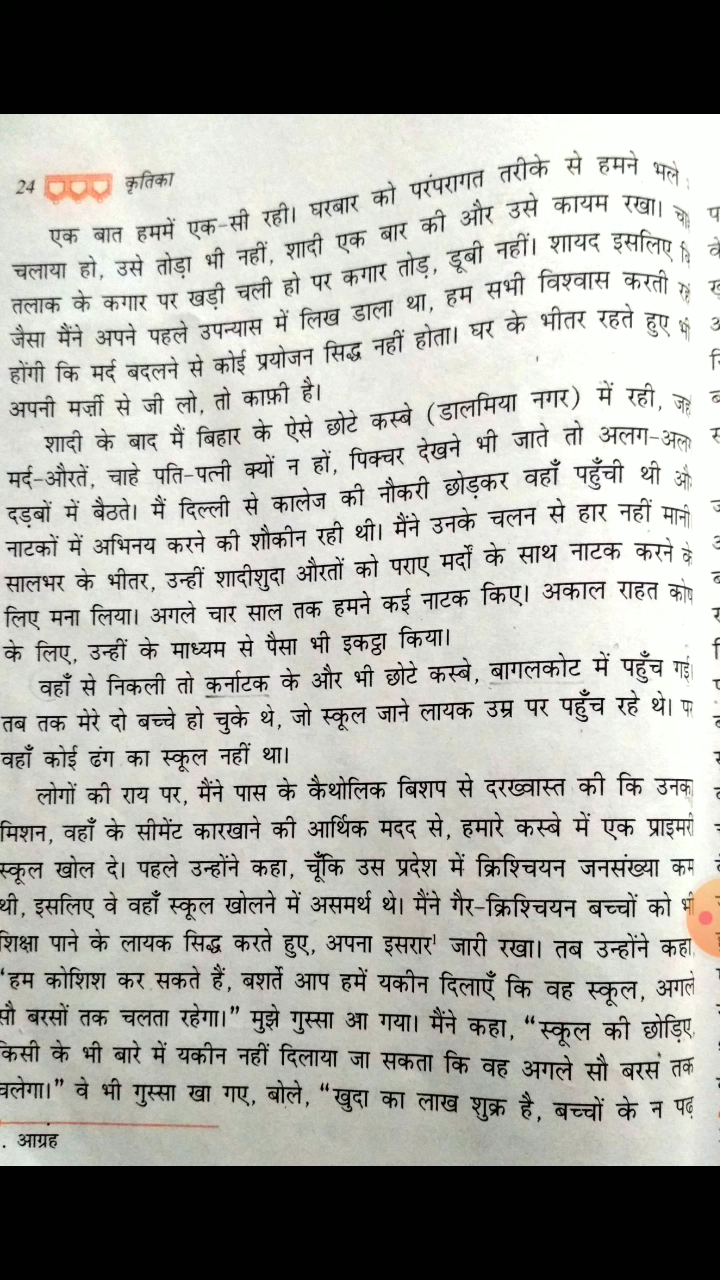 24 कृतिका
एक बात हममें एक-सी रही। घरबार को परंपरागत तरीके से हमने भले
चलाया हो, उसे तोड़ा भी नहीं, शादी एक बार की और उसे कायम रखा।
तलाक के कगार पर खड़ी चली हो पर कगार तोड़, डूबी नहीं। शायद इसलिए
जैसा मैंने अपने पहले उपन्यास में लिख डाला था, हम सभी विश्वास करती
होंगी कि मर्द बदलने से कोई प्रयोजन सिद्ध नहीं होता। घर के भीतर रहते हुए
अपनी मर्ज़ी से जी लो, तो काफ़ी है।
शादी के बाद मैं बिहार के ऐसे छोटे कस्बे (डालमिया नगर) में रही,
मर्द-औरतें, चाहे पति-पत्नी क्यों न हों, पिक्चर देखने भी जाते तो
दड़बों में बैठते। मैं दिल्ली से कालेज की नौकरी छोड़कर वहाँ पहुँची थी
नाटकों में अभिनय करने की शौकीन रही थी। मैंने उनके चलन से हार नहीं मानी
सालभर के भीतर, उन्हीं शादीशुदा औरतों को पराए मर्दों के साथ नाटक करने के
लिए मना लिया। अगले चार साल तक हमने कई नाटक किए। अकाल राहत
के लिए, उन्हीं के माध्यम से पैसा भी इकट्ठा किया।
वहाँ से निकली तो कर्नाटक के और भी छोटे कस्बे, बागलकोट में पहुँच गई।
तब तक मेरे दो बच्चे हो चुके थे, जो स्कूल जाने लायक उम्र पर पहुँच रहे थे। पर
वहाँ कोई ढंग का स्कूल नहीं था।
लोगों की राय पर, मैंने पास के कैथोलिक बिशप से दरख्वास्त की कि उनका
मिशन, वहाँ के सीमेंट कारखाने की आर्थिक मदद से, हमारे कस्बे में एक प्राइमरी
स्कूल खोल दे। पहले उन्होंने कहा, चूँकि उस प्रदेश में क्रिश्चियन जनसंख्या कम
थी, इसलिए वे वहाँ स्कूल खोलने में असमर्थ थे। मैंने गैर-क्रिश्चियन बच्चों को भी
शिक्षा पाने के लायक सिद्ध करते हुए, अपना इसरार¹ जारी रखा। तब उन्होंने कहा,
"हम कोशिश कर सकते हैं, बशर्ते आप हमें यकीन दिलाएँ कि वह स्कूल, अगले
सौ बरसों तक चलता रहेगा।" मुझे गुस्सा आ गया। मैंने कहा, "स्कूल की छोड़िए,
किसी के भी बारे में यकीन नहीं दिलाया जा सकता कि वह अगले सौ बरस तक
चलेगा।" वे भी गुस्सा खा गए, बोले, "खुदा का लाख शुक्र है, बच्चों के न पढ़
. आग्रह